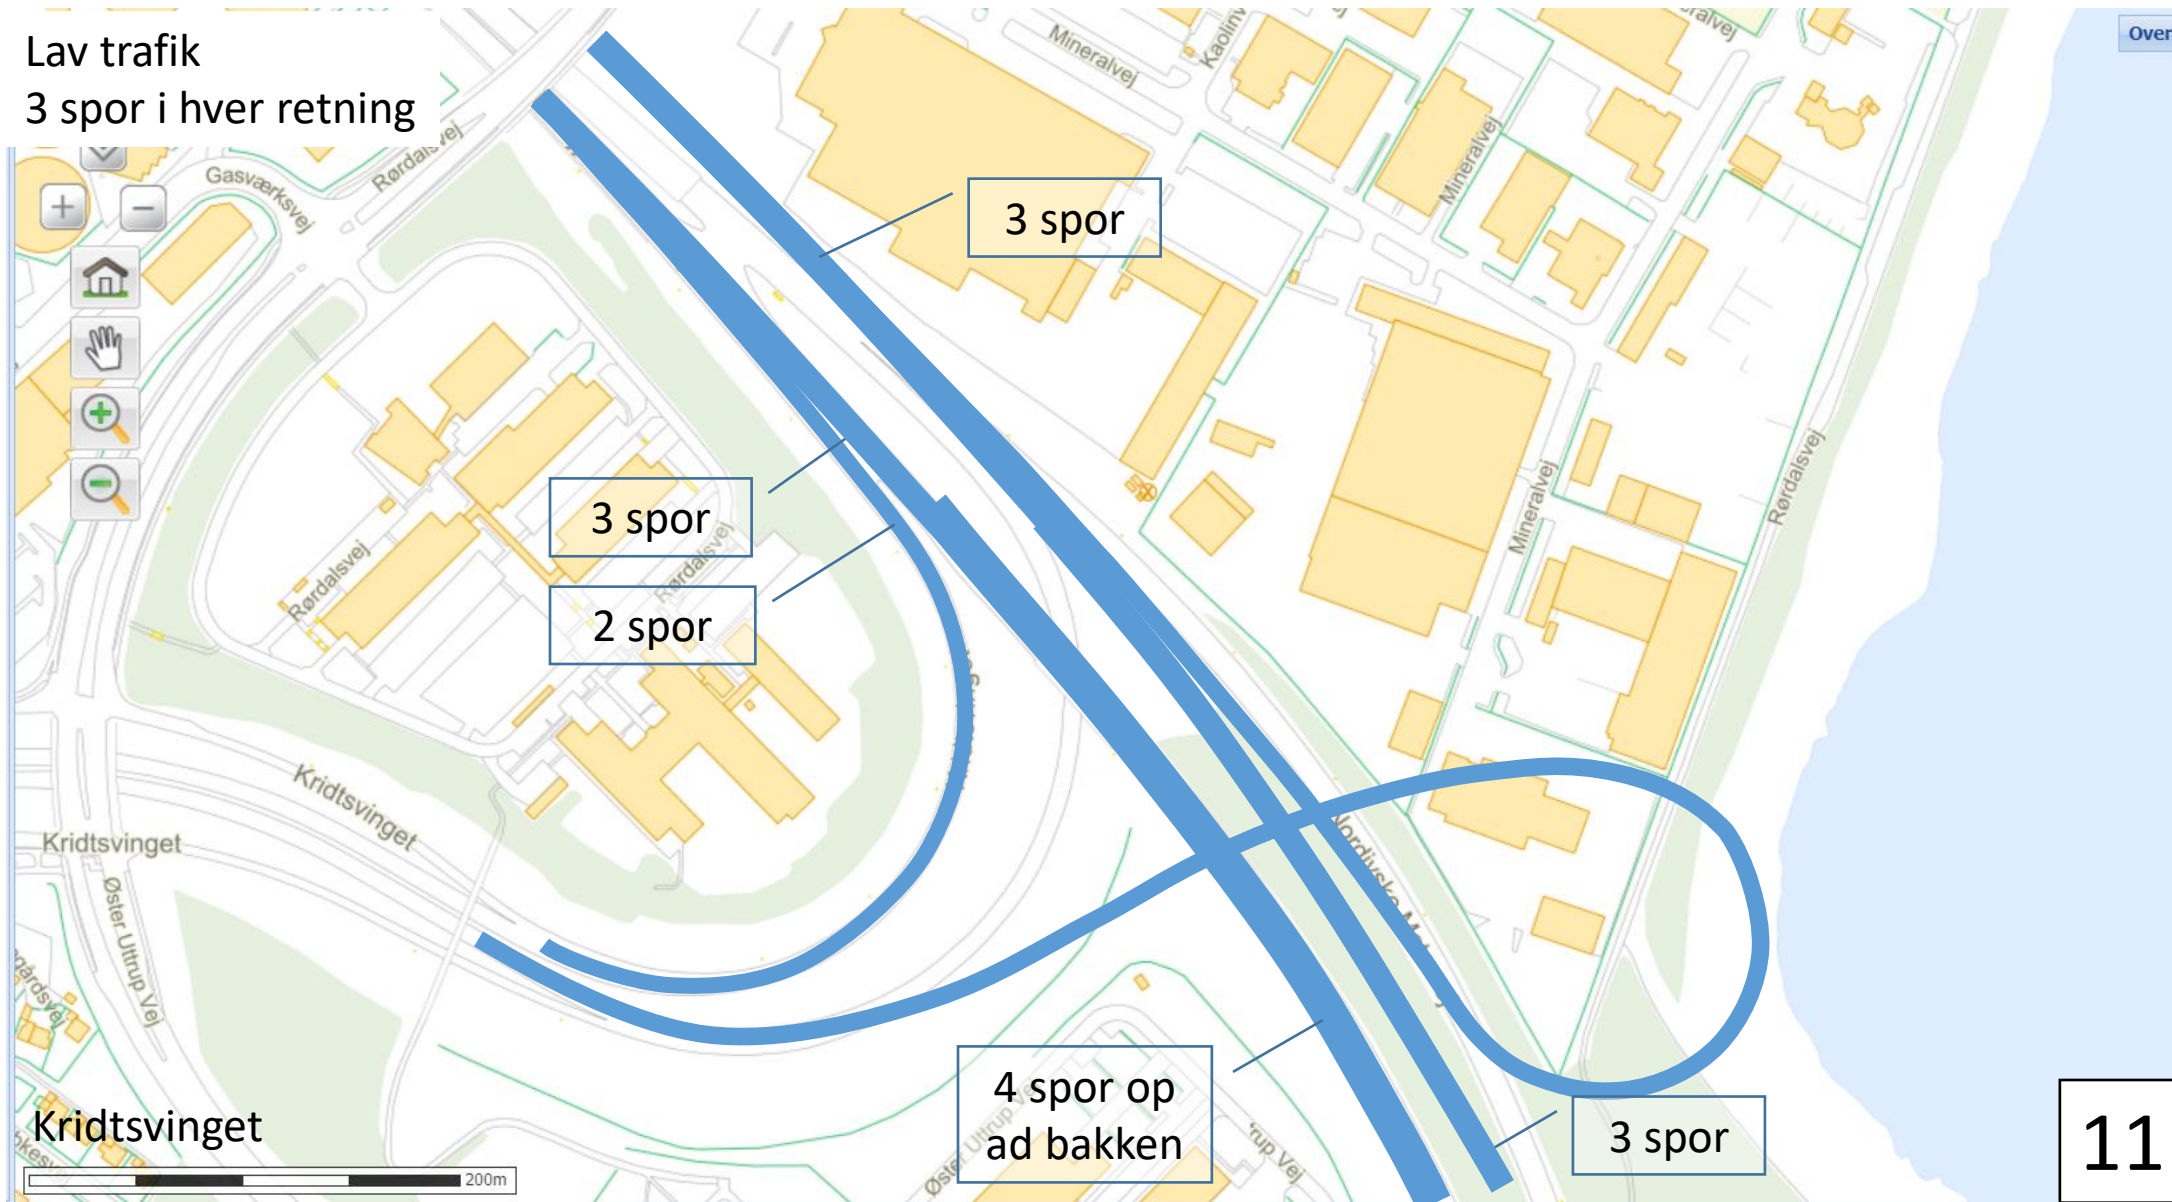 Lav trafik
3 spor i hver retning
Over
Mineralvej
Rørdalsvej
Gasværksvej
3 spor
Mineralvej
3 spor
Rørdalsvej
Mineralvej
Rørdalsvej
Rørdalsvej
2 spor
Kridtsvinget
Kridtsvinget
Øster Uttrup Vej
4 spor op
ad bakken
3 spor
Kridtsvinget
200m
11